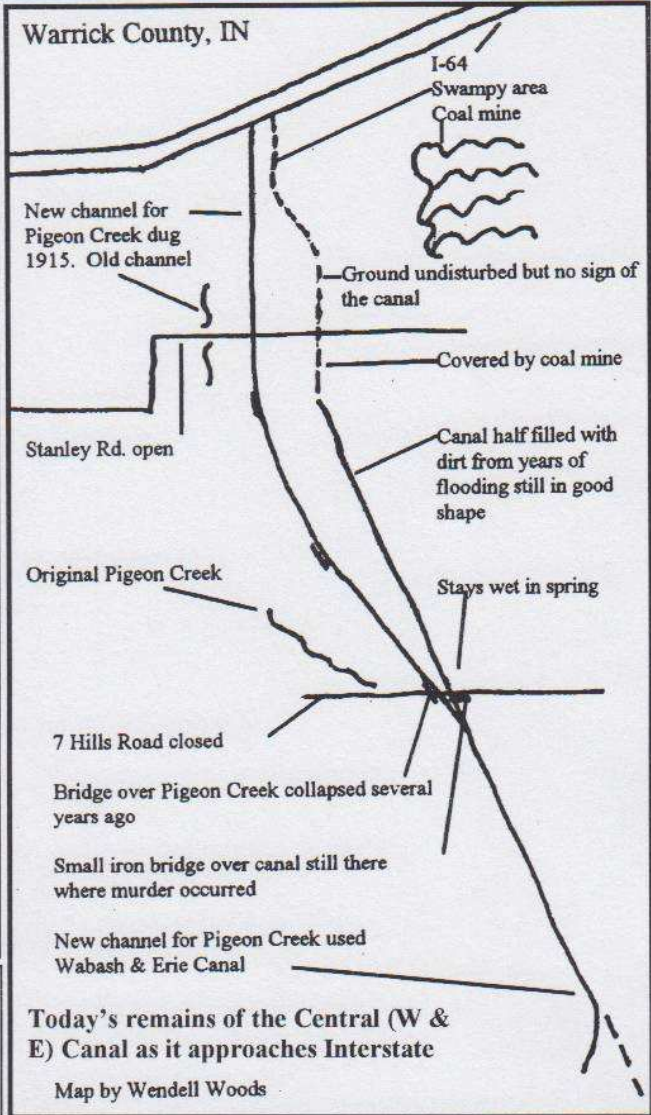 Warrick County, IN
I-64
Swampy area
Coal mine
New channel for
Pigeon Creek dug
1915. Old channel
Ground undisturbed but no sign of
the canal
Covered by coal mine
Stanley Rd. open
Canal half filled with
dirt from years of
flooding still in good
shape
Original Pigeon Creek
Stays wet in spring
7 Hills Road closed
Bridge over Pigeon Creek collapsed several
years ago
Small iron bridge over canal still there
where murder occurred
New channel for Pigeon Creek used
Wabash & Erie Canal
Today's remains of the Central (W &
E) Canal as it approaches Interstate
Map by Wendell Woods